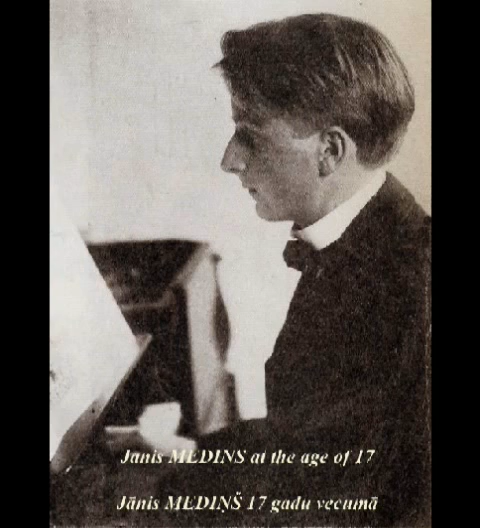 Janis MEDINS at the age of 17
Jānis MEDIŅŠ 17 gadu vecumā